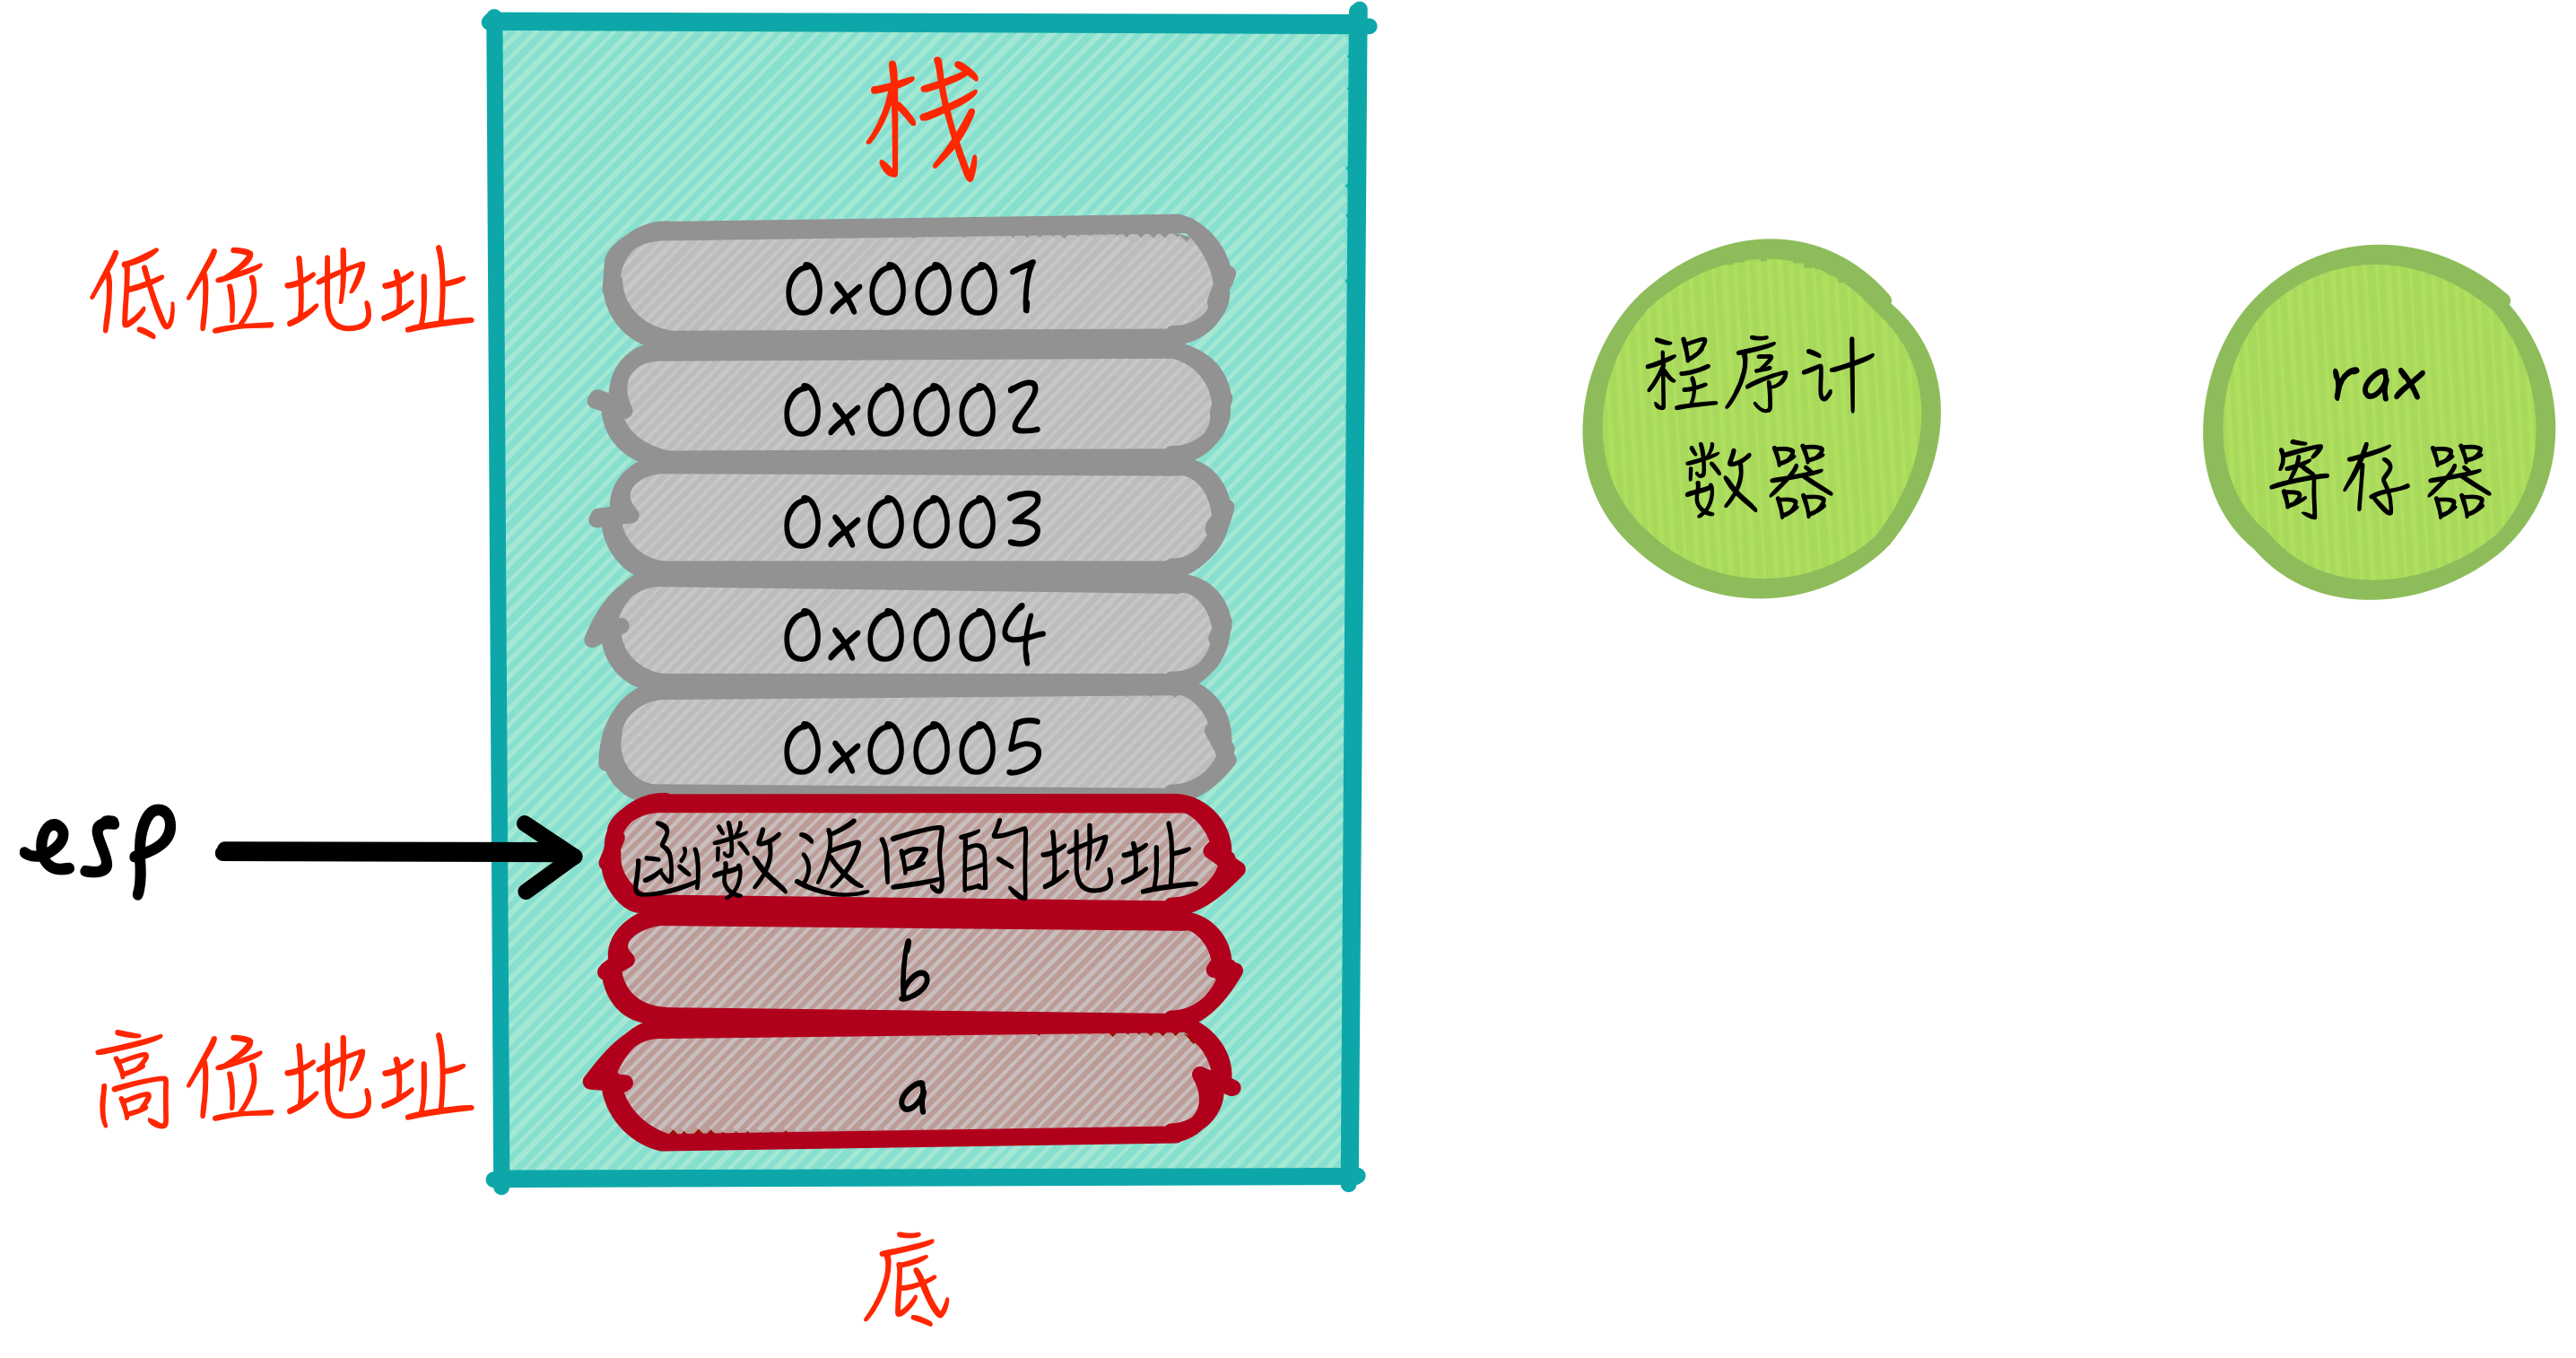 栈
低位地址
0x0001
0x0002
0x0003
0x0004
0x0005
esp
函数返回的地址
b
高位地址
a
底
程序计
数器
rax
寄存器